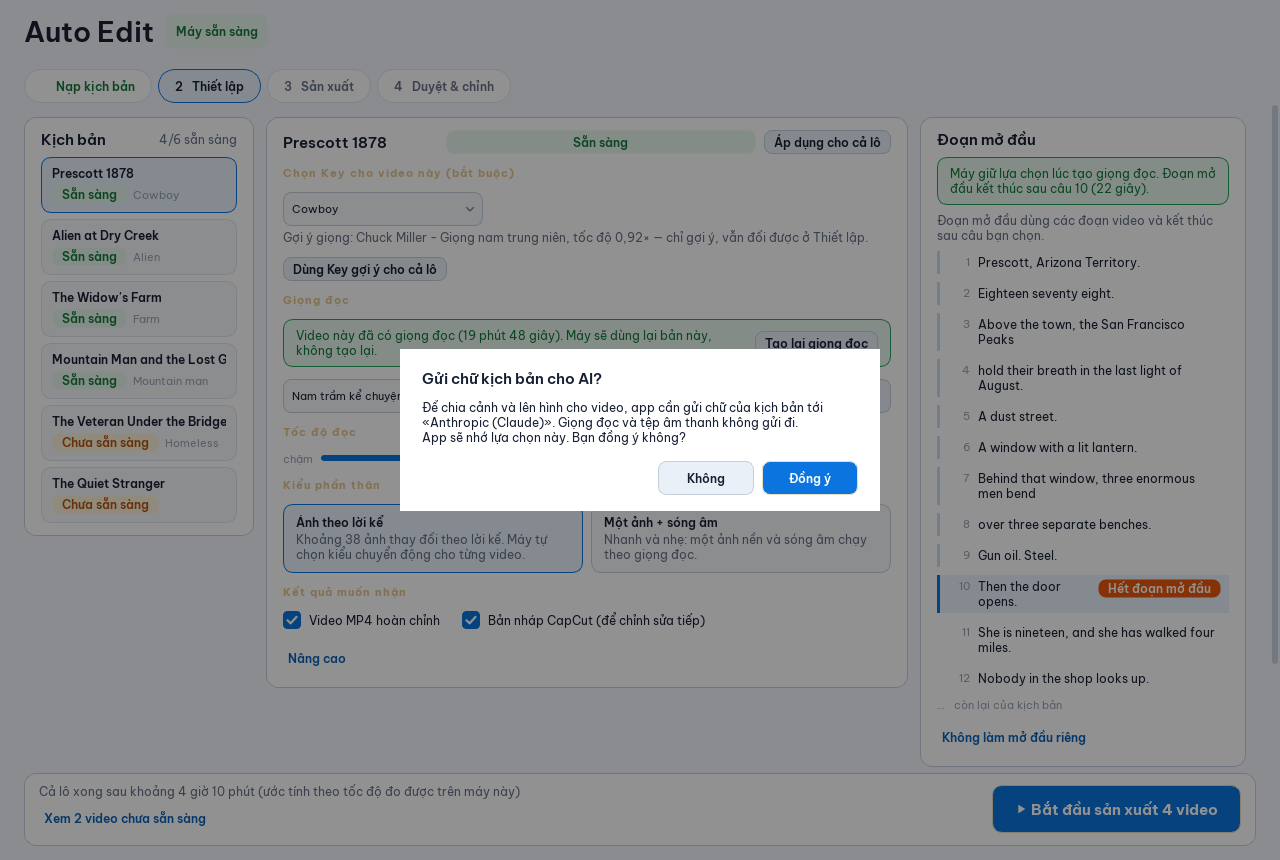 Auto Edit
Máy sẵn sàng
Nạp kịch bản
2 Thiết lập
3 Sản xuất
4 Duyệt & chỉnh
Kịch bản
4/6 sẵn sàng
Prescott 1878
Sẵn sàng
Cowboy
Alien at Dry Creek
Sẵn sàng
Alien
The Widow's Farm
Sẵn sàng
Farm
Mountain Man and the Lost G
Sẵn sàng
Mountain man
The Veteran Under the Bridge
Chưa sẵn sàng
Homeless
The Quiet Stranger
Chưa sẵn sàng
Prescott 1878
Sẵn sàng
Áp dụng cho cả lô
Chọn Key cho video này (bắt buộc)
Cowboy
Gợi ý giọng: Chuck Miller - Giọng nam trung niên, tốc độ 0,92× — chỉ gợi ý, vẫn đổi được ở Thiết lập.
Dùng Key gợi ý cho cả lô
Giọng đọc
Video này đã có giọng đọc (19 phút 48 giây). Máy sẽ dùng lại bản này,
không tạo lại.
Tạo lại giọng đọc
Nam trầm kể chuyện
Tốc độ đọc
chậm
Kiểu phần thân
Ảnh theo lời kể
Khoảng 38 ảnh thay đổi theo lời kể. Máy tự
chọn kiểu chuyển động cho từng video.
Một ảnh + sóng âm
Nhanh và nhẹ: một ảnh nền và sóng âm chạy
theo giọng đọc.
Kết quả muốn nhận
Video MP4 hoàn chỉnh
Bản nháp CapCut (để chỉnh sửa tiếp)
Nâng cao
Gửi chữ kịch bản cho AI?
Để chia cảnh và lên hình cho video, app cần gửi chữ của kịch bản tới
«Anthropic (Claude)». Giọng đọc và tệp âm thanh không gửi đi.
App sẽ nhớ lựa chọn này. Bạn đồng ý không?
Không
Đồng ý
Đoạn mở đầu
Máy giữ lựa chọn lúc tạo giọng đọc. Đoạn mở
đầu kết thúc sau câu 10 (22 giây).
Đoạn mở đầu dùng các đoạn video và kết thúc
sau câu bạn chọn.
1 Prescott, Arizona Territory.
2 Eighteen seventy eight.
3 Above the town, the San Francisco
Peaks
4 hold their breath in the last light of
August.
5 A dust street.
6 A window with a lit lantern.
7 Behind that window, three enormous
men bend
8 over three separate benches.
9 Gun oil. Steel.
10 Then the door
opens.
Hết đoạn mở đầu
11 She is nineteen, and she has walked four
miles.
12 Nobody in the shop looks up.
... còn lại của kịch bản
Không làm mở đầu riêng
Cả lô xong sau khoảng 4 giờ 10 phút (ước tính theo tốc độ đo được trên máy này)
Xem 2 video chưa sẵn sàng
Bắt đầu sản xuất 4 video